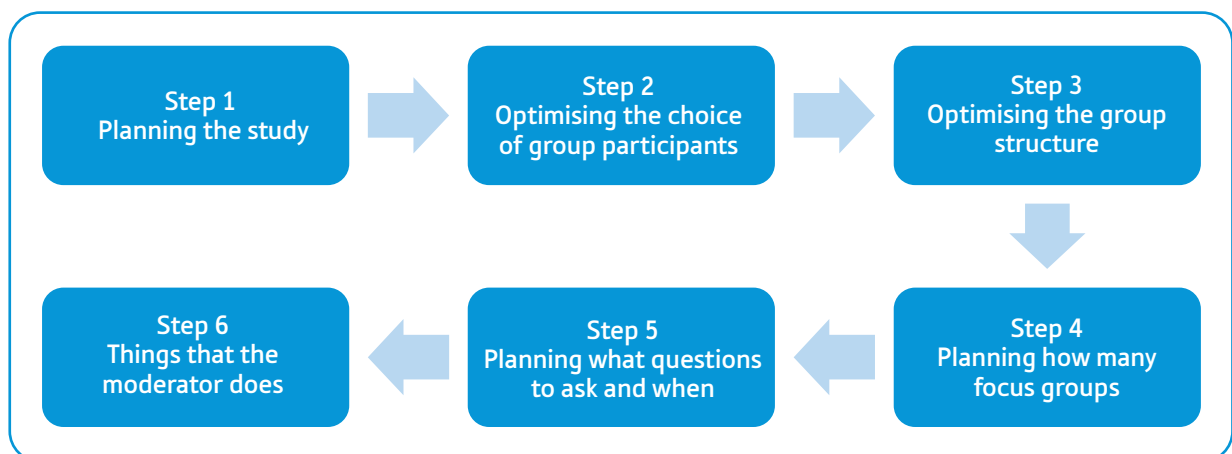 Step 1
Planning the study
Step 2
Optimising the choice
of group participants
Step 3
Optimising the group
structure
Step 4
Planning how many
focus groups
Step 5
Planning what questions
to ask and when
Step 6
Things that the
moderator does